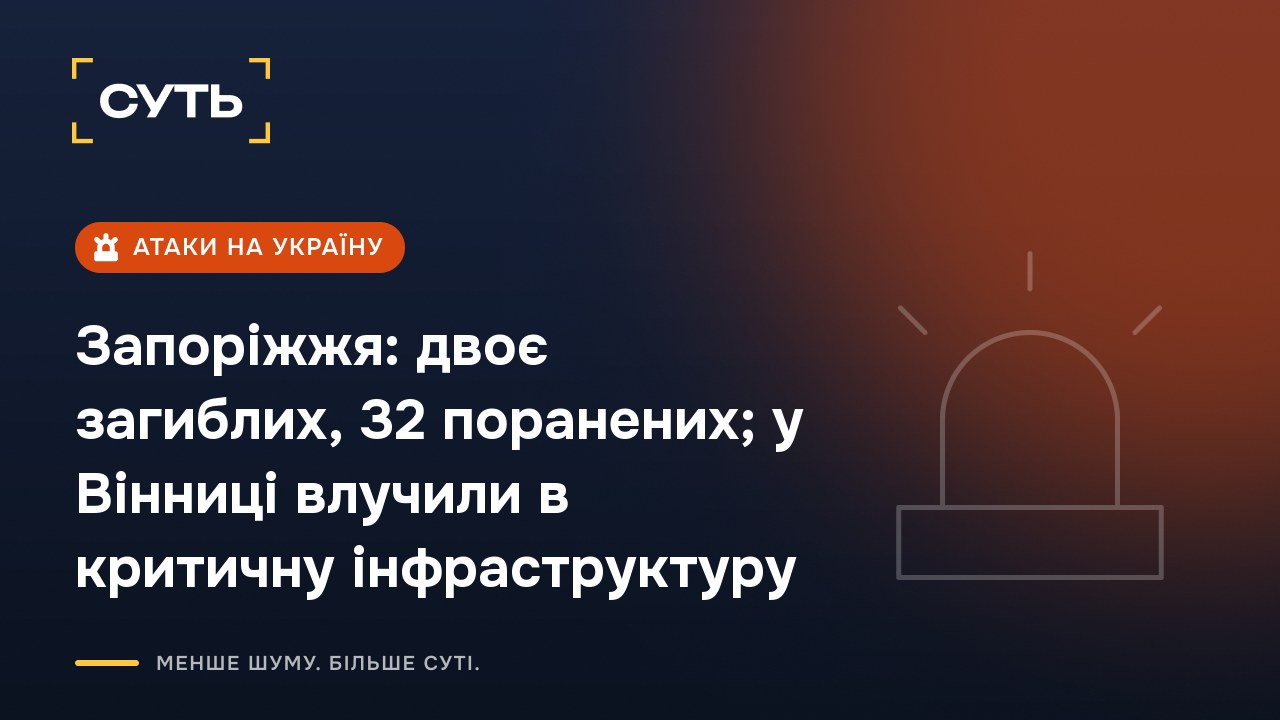 СУТЬ
АТАКИ НА УКРАЇНУ
Запоріжжя: двоє
загиблих, 32 поранених; у
Вінниці влучили в
критичну інфраструктуру
МЕНШЕ ШУМУ. БІЛЬШЕ СУТІ.